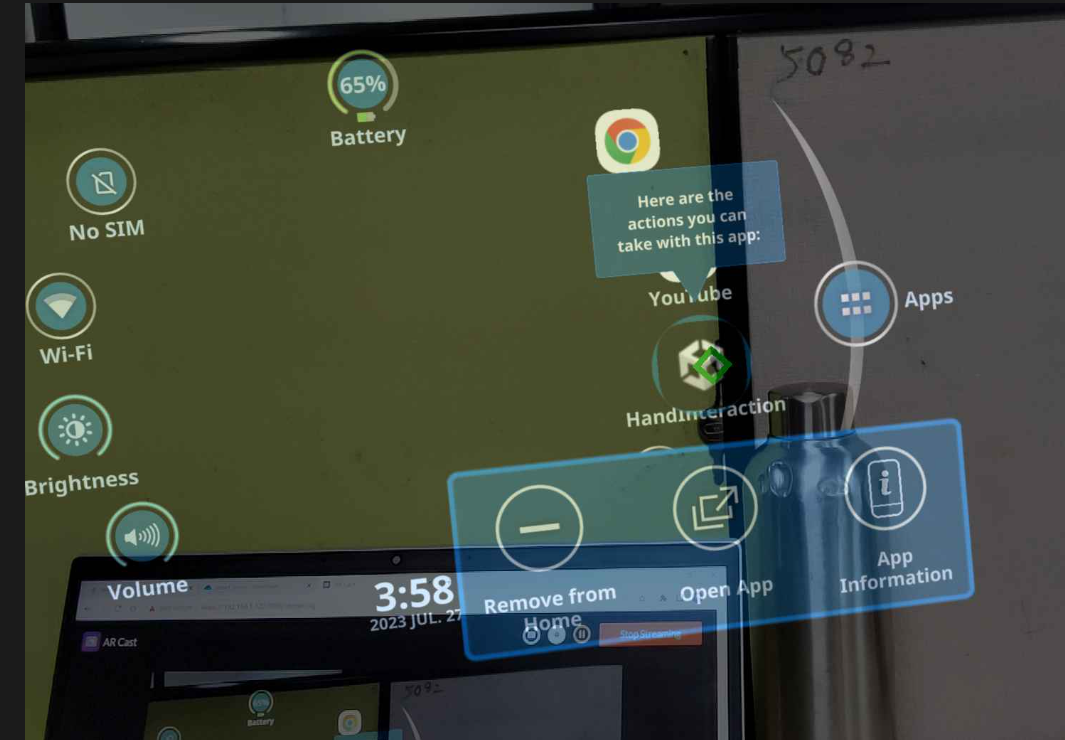 5082
65%
Battery
No SIM
Here are the
actions you can
take with this app:
YouTube
Apps
Wi-Fi
HandInteraction
Brightness
Volume
3:58
2023 JUL. 27
Remove from
Home
Open App
App
Information
AR Cast
Stop Streaming
5082
65%
Battery